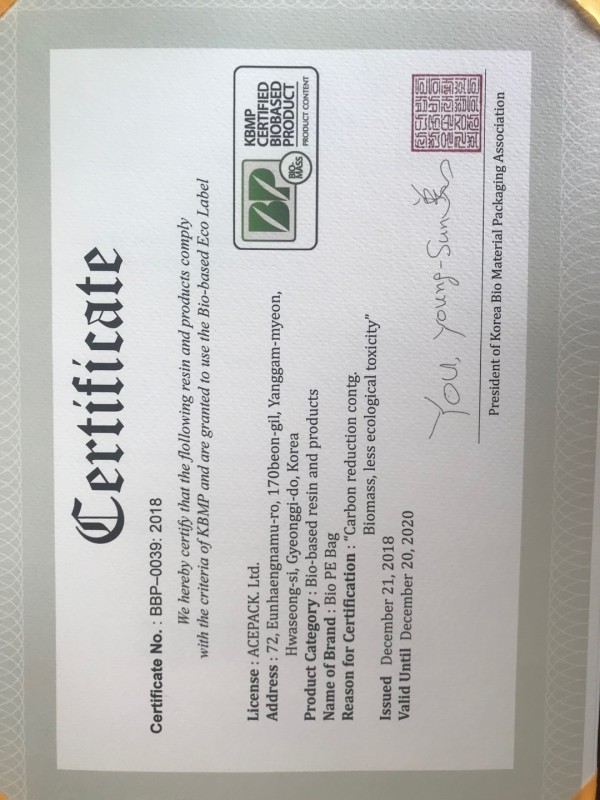 Certificate
Certificate No. : BBP-0039: 2018
We hereby certify that the flollowing resin and products comply
with the criteria of KBMP and are granted to use the Bio-based Eco Label
KBMP
CERTIFIED
BIOBASED
PRODUCT
PRODUCT CONTENT
BP
BIO-
MASS
License : ACEPACK. Ltd.
Address : 72, Eunhaengnamu-ro, 170beon-gil, Yanggam-myeon,
Hwaseong-si, Gyeonggi-do, Korea
Product Category : Bio-based resin and products
Name of Brand : Bio PE Bag
Reason for Certification : "Carbon reduction contg.
Biomass, less ecological toxicity"
Issued December 21, 2018
Valid Until December 20, 2020
You, Young-Sun
President of Korea Bio Material Packaging Association